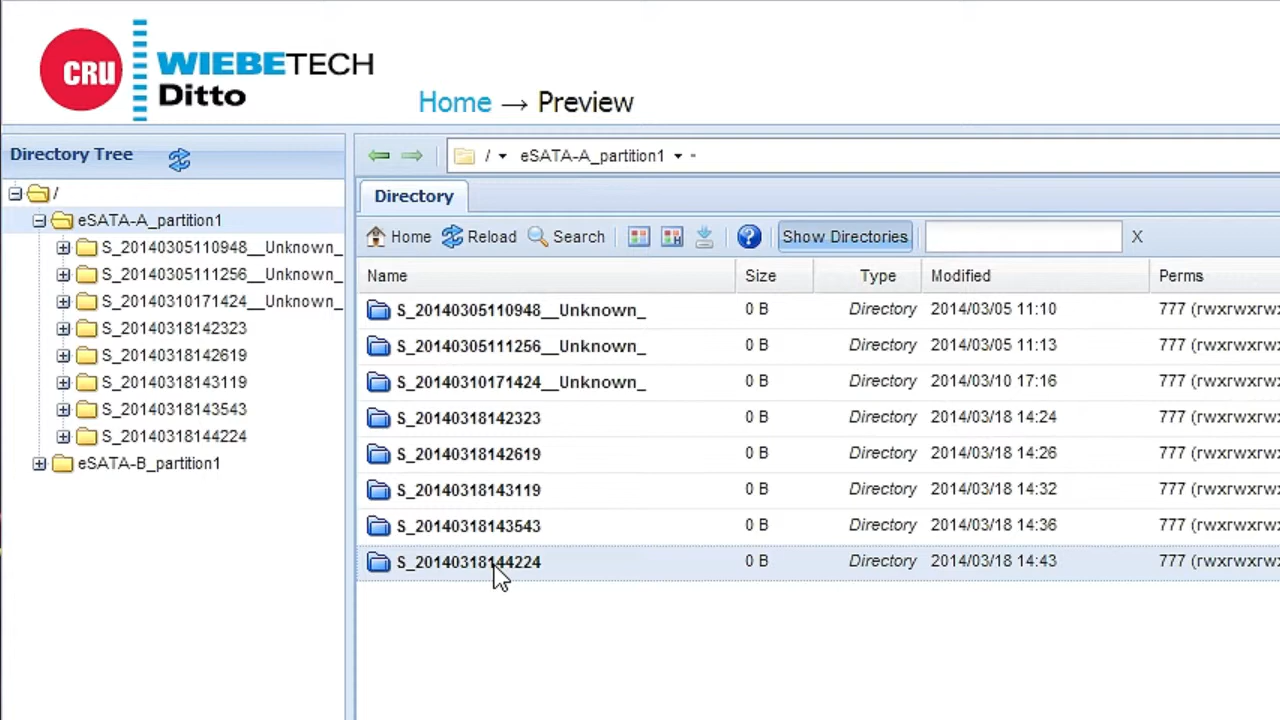 CRU WIEBETECH
Ditto
Home → Preview
Directory Tree
/ eSATA-A_partition1
Directory
/
eSATA-A_partition1
S_20140305110948__Unknown_
S_20140305111256__Unknown_
S_20140310171424__Unknown_
S_20140318142323
S_20140318142619
S_20140318143119
S_20140318143543
S_20140318144224
eSATA-B_partition1
Home Reload Search Show Directories X
Name Size Type Modified Perms
S_20140305110948__Unknown_ 0 B Directory 2014/03/05 11:10 777 (rwxrwxrw
S_20140305111256__Unknown_ 0 B Directory 2014/03/05 11:13 777 (rwxrwxrw
S_20140310171424__Unknown_ 0 B Directory 2014/03/10 17:16 777 (rwxrwxrw
S_20140318142323 0 B Directory 2014/03/18 14:24 777 (rwxrwxrw
S_20140318142619 0 B Directory 2014/03/18 14:26 777 (rwxrwxrw
S_20140318143119 0 B Directory 2014/03/18 14:32 777 (rwxrwxrw
S_20140318143543 0 B Directory 2014/03/18 14:36 777 (rwxrwxrw
S_20140318144224 0 B Directory 2014/03/18 14:43 777 (rwxrwxrw